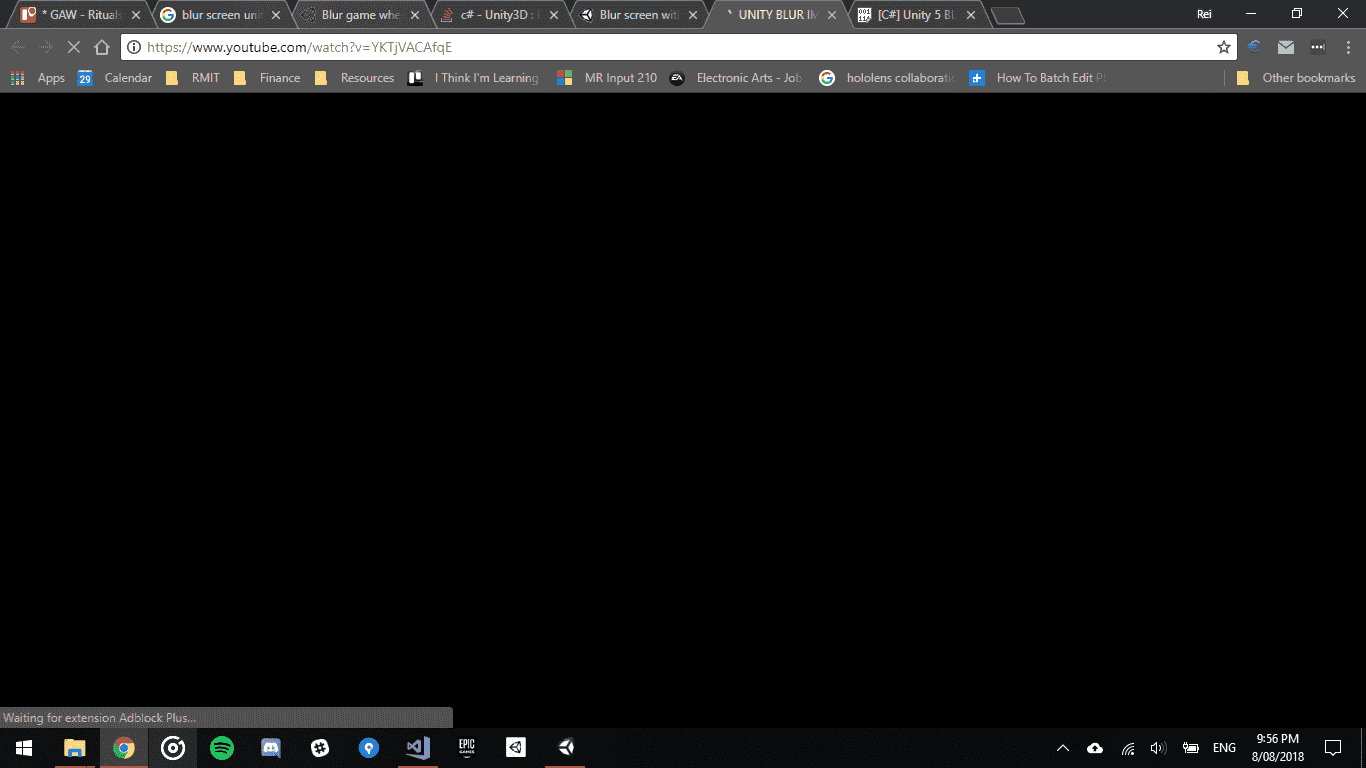 * GAW - Rituals blur screen unit Blur game whe c# - Unity3D : Blur screen wit UNITY BLUR IM [C#] Unity 5 BL Rei
https://www.youtube.com/watch?v=YKTjVACAfqE
Apps 29 Calendar RMIT Finance Resources I Think I'm Learning MR Input 210 EA Electronic Arts - Job hololens collaborati How To Batch Edit P Other bookmarks
Waiting for extension Adblock Plus...
EPIC GAMES ENG 9:56 PM
8/08/2018